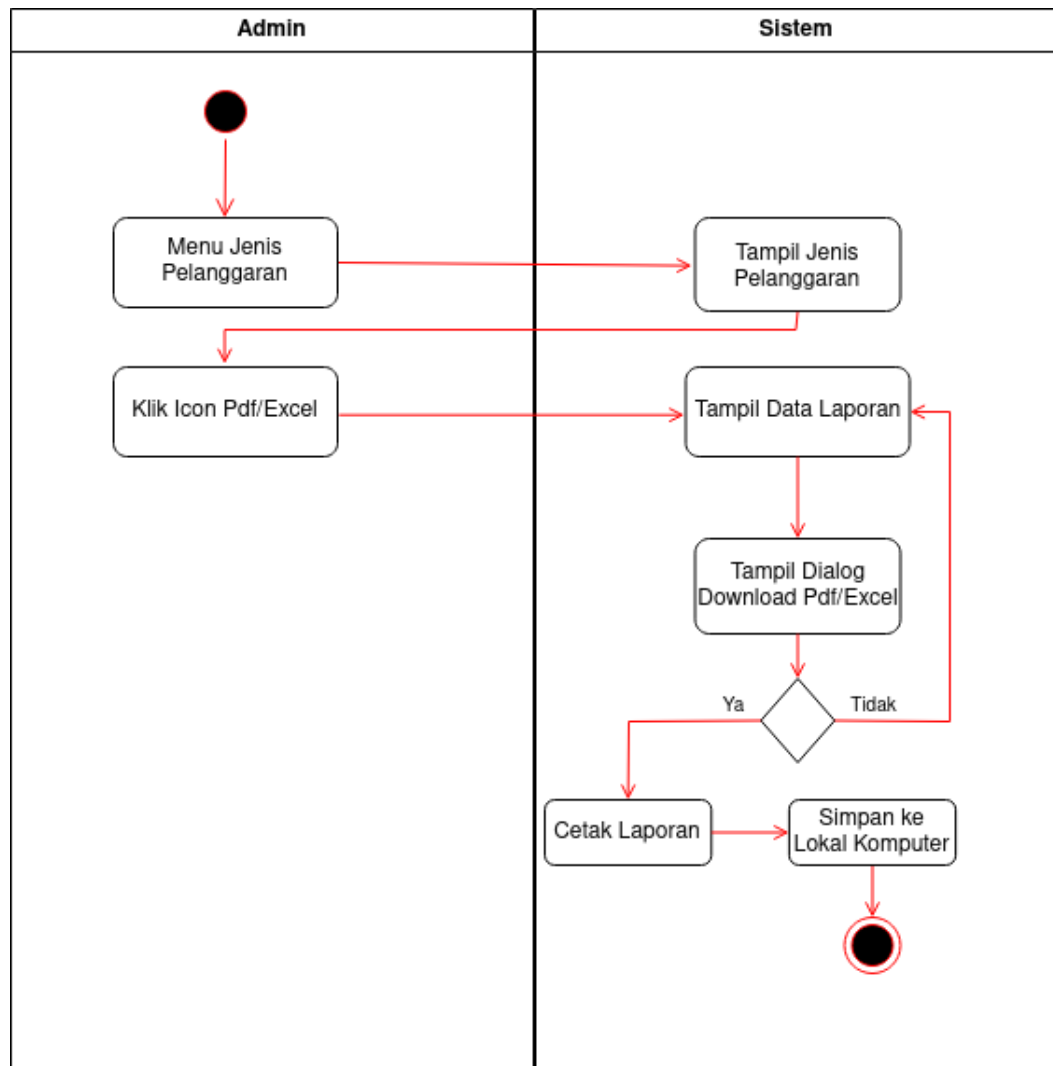 Admin
Sistem
Menu Jenis
Pelanggaran
Tampil Jenis
Pelanggaran
Klik Icon Pdf/Excel
Tampil Data Laporan
Tampil Dialog
Download Pdf/Excel
Ya
Tidak
Cetak Laporan
Simpan ke
Lokal Komputer